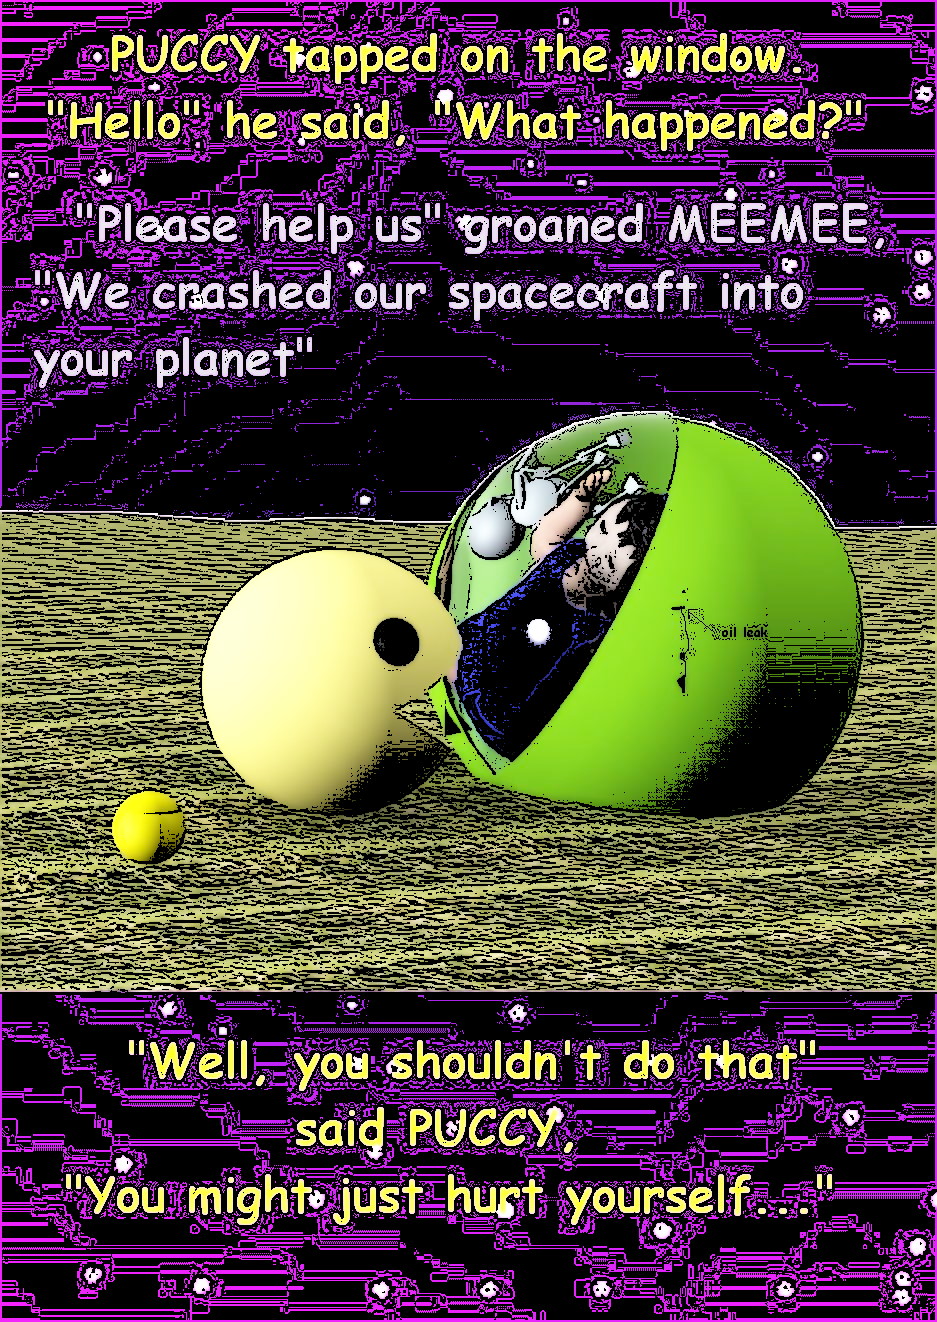 PUCCY tapped on the window.
"Hello" he said, "What happened?"
"Please help us" groaned MEEMEE,
"We crashed our spacecraft into
your planet"
oil leak
"Well, you shouldn't do that"
said PUCCY,
"You might just hurt yourself..."